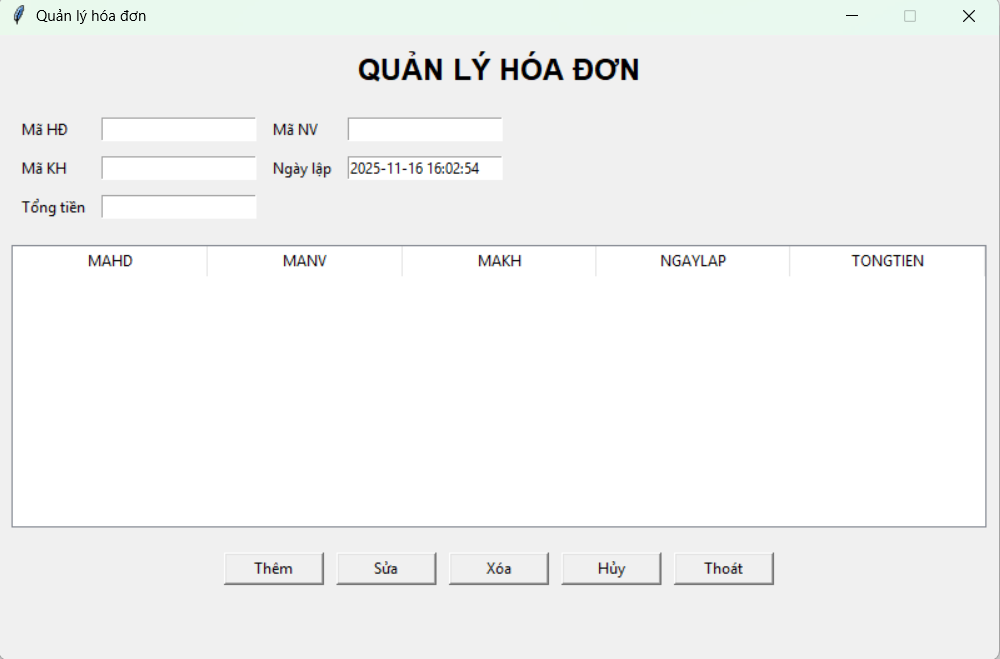 Quản lý hóa đơn
QUẢN LÝ HÓA ĐƠN
Mã HĐ Mã NV
Mã KH Ngày lập 2025-11-16 16:02:54
Tổng tiền
MAHD MANV MAKH NGAYLAP TONGTIEN
Thêm Sửa Xóa Hủy Thoát